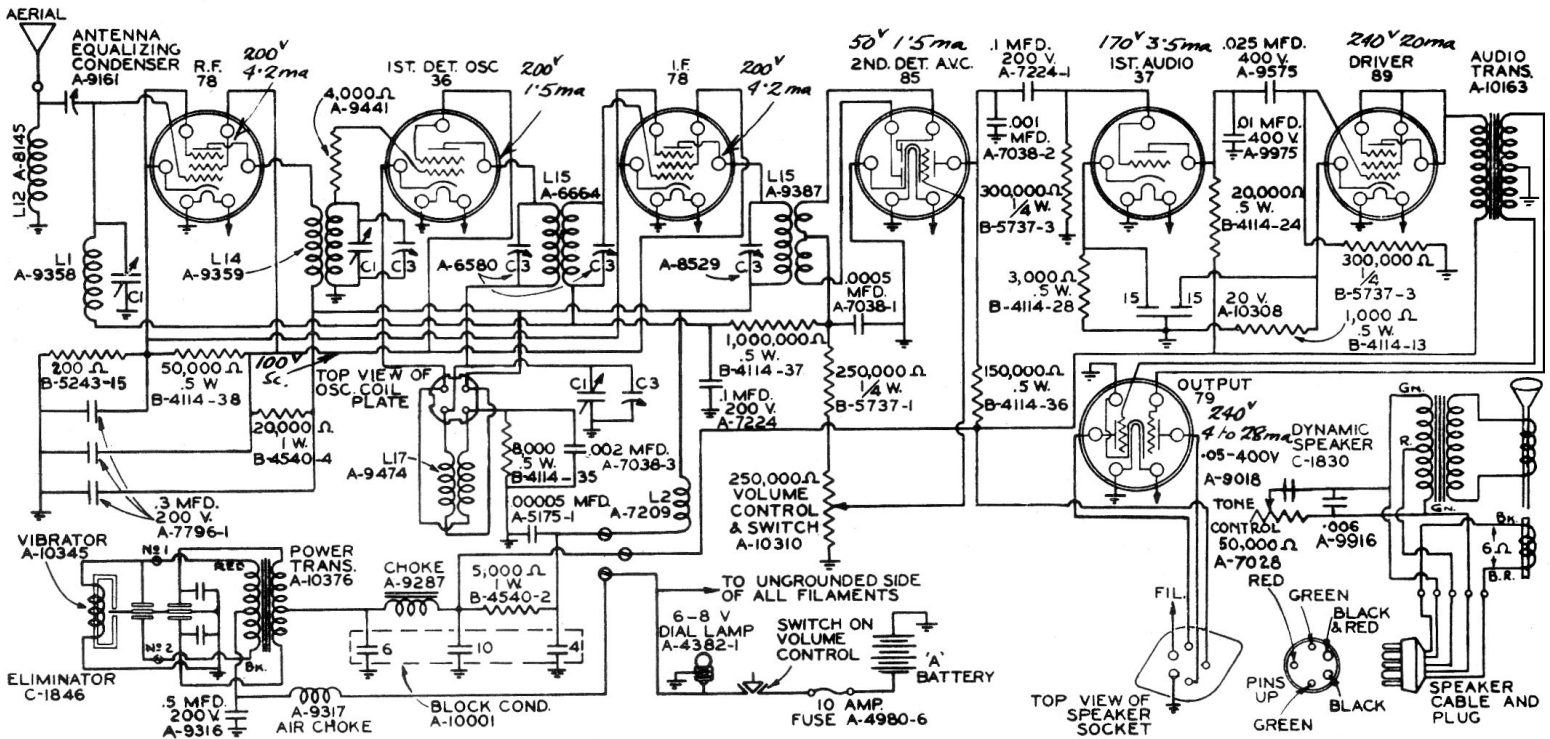 AERIAL
ANTENNA
EQUALIZING
CONDENSER
A-9161
L12 A-8145
L1
A-9358
C1
R.F.
78
200V
4.2ma
4,000Ω
A-9441
L14
A-9359
C1
C3
1ST. DET. OSC
36
200V
1.5ma
L15
A-6664
A-6580
C3
C3
I.F.
78
200V
4.2ma
L15
A-9387
A-8529
C3
50V 1.5ma
2ND. DET. A.V.C.
85
.0005
MFD.
A-7038-1
.1 MFD.
200 V.
A-7224-1
.001
MFD.
A-7038-2
300,000Ω
1/4 W.
B-5737-3
170V 3.5ma
1ST. AUDIO
37
3,000Ω
.5 W.
B-4114-28
15
15
.025 MFD.
400 V.
A-9575
.01 MFD.
400 V.
A-9975
20,000Ω
.5 W.
B-4114-24
20 V.
A-10308
240V 20ma
DRIVER
89
300,000 Ω
1/4
B-5737-3
1,000 Ω
.5 W.
B-4114-13
AUDIO
TRANS.
A-10163
200 Ω
B-5243-15
50,000 Ω
.5 W
B-4114-38
20,000Ω
1 W.
B-4540-4
100V
Sc.
TOP VIEW OF
OSC. COIL
PLATE
L17
A-9474
8,000
.5 W.
B-4114-35
.002 MFD.
A-7038-3
.00005 MFD
A-5175-1
C1
C3
L2
A-7209
1,000,000Ω
.5 W.
B-4114-37
.1 MFD.
200 V.
A-7224
250,000Ω
1/4 W.
B-5737-1
150,000Ω
.5 W.
B-4114-36
250,000Ω
VOLUME
CONTROL
& SWITCH
A-10310
.3 MFD.
200 V.
A-7796-1
OUTPUT
79
240V
4 to 28ma
.05-400V
A-9018
DYNAMIC
SPEAKER
C-1830
TONE
CONTROL
50,000Ω
A-7028
.006
A-9916
GN.
R.
GN.
BK.
6Ω
B.R.
VIBRATOR
A-10345
No 1
No 2
RED
BK.
POWER
TRANS.
A-10376
ELIMINATOR
C-1846
.5 MFD.
200 V.
A-9316
A-9317
AIR CHOKE
CHOKE
A-9287
5,000Ω
1 W.
B-4540-2
6
10
4
BLOCK COND.
A-10001
TO UNGROUNDED SIDE
OF ALL FILAMENTS
6-8 V
DIAL LAMP
A-4382-1
SWITCH ON
VOLUME
CONTROL
'A'
BATTERY
10 AMP.
FUSE A-4980-6
FIL.
TOP VIEW OF
SPEAKER
SOCKET
RED
GREEN
BLACK
& RED
PINS
UP
GREEN
BLACK
SPEAKER
CABLE AND
PLUG